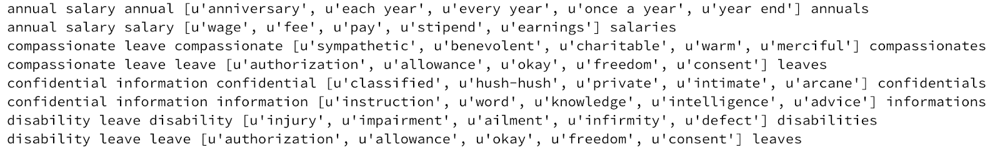 annual salary annual [u'anniversary', u'each year', u'every year', u'once a year', u'year end'] annuals
annual salary salary [u'wage', u'fee', u'pay', u'stipend', u'earnings'] salaries
compassionate leave compassionate [u'sympathetic', u'benevolent', u'charitable', u'warm', u'merciful'] compassionates
compassionate leave leave [u'authorization', u'allowance', u'okay', u'freedom', u'consent'] leaves
confidential information confidential [u'classified', u'hush-hush', u'private', u'intimate', u'arcane'] confidentials
confidential information information [u'instruction', u'word', u'knowledge', u'intelligence', u'advice'] informations
disability leave disability [u'injury', u'impairment', u'ailment', u'infirmity', u'defect'] disabilities
disability leave leave [u'authorization', u'allowance', u'okay', u'freedom', u'consent'] leaves